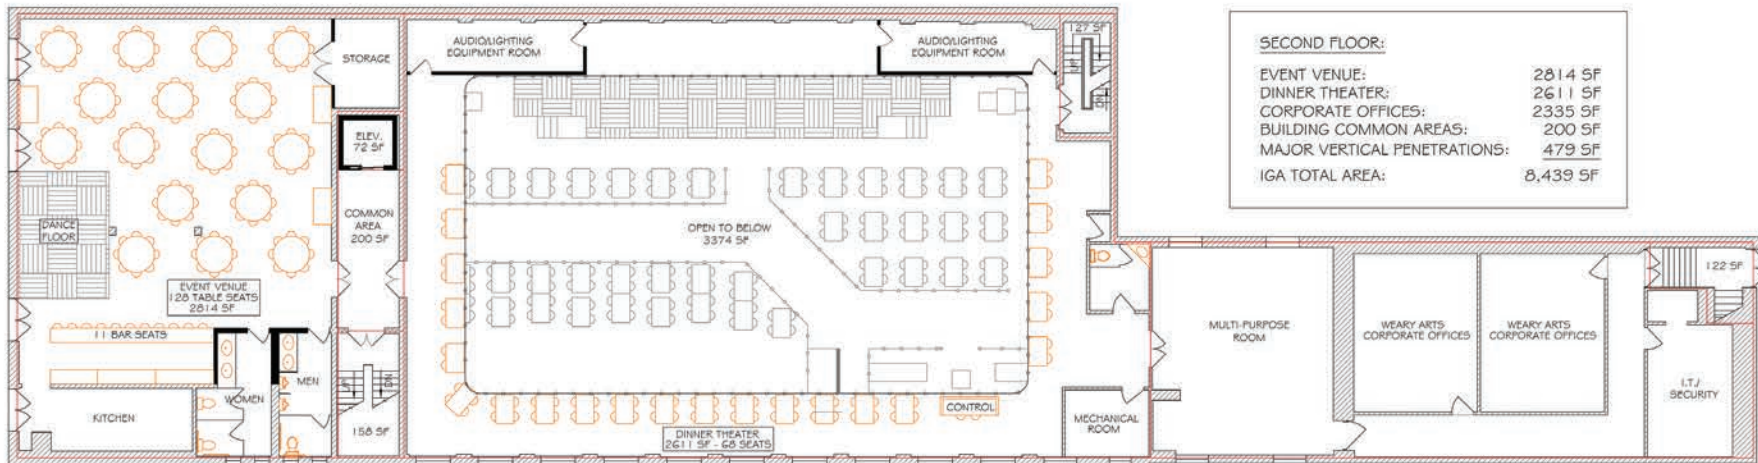 STORAGE
AUDIO/LIGHTING
EQUIPMENT ROOM
AUDIO/LIGHTING
EQUIPMENT ROOM
127 SF
UP
DN
SECOND FLOOR:
EVENT VENUE: 2814 SF
DINNER THEATER: 2611 SF
CORPORATE OFFICES: 2335 SF
BUILDING COMMON AREAS: 200 SF
MAJOR VERTICAL PENETRATIONS: 479 SF
IGA TOTAL AREA: 8,439 SF
ELEV.
72 SF
DANCE
FLOOR
COMMON
AREA
200 SF
OPEN TO BELOW
3374 SF
EVENT VENUE
128 TABLE SEATS
2814 SF
122 SF
11 BAR SEATS
MULTI-PURPOSE
ROOM
WEARY ARTS
CORPORATE OFFICES
WEARY ARTS
CORPORATE OFFICES
I.T./
SECURITY
MEN
WOMEN
UP
DN
KITCHEN
158 SF
CONTROL
DINNER THEATER
2611 SF - 68 SEATS
MECHANICAL
ROOM